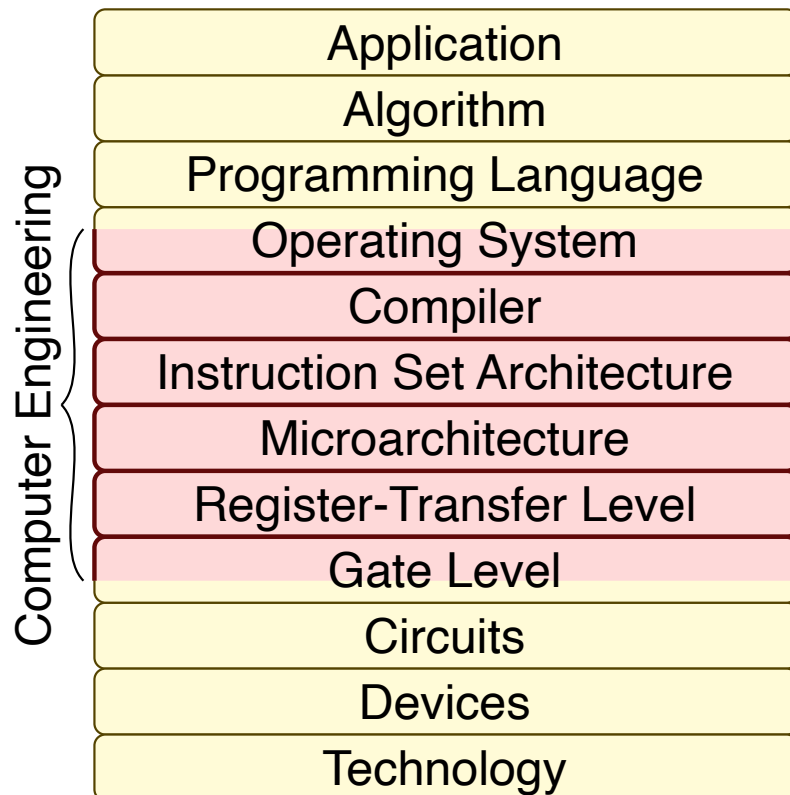 Application
Algorithm
Programming Language
Operating System
Compiler
Instruction Set Architecture
Microarchitecture
Register-Transfer Level
Gate Level
Circuits
Devices
Technology
Computer Engineering